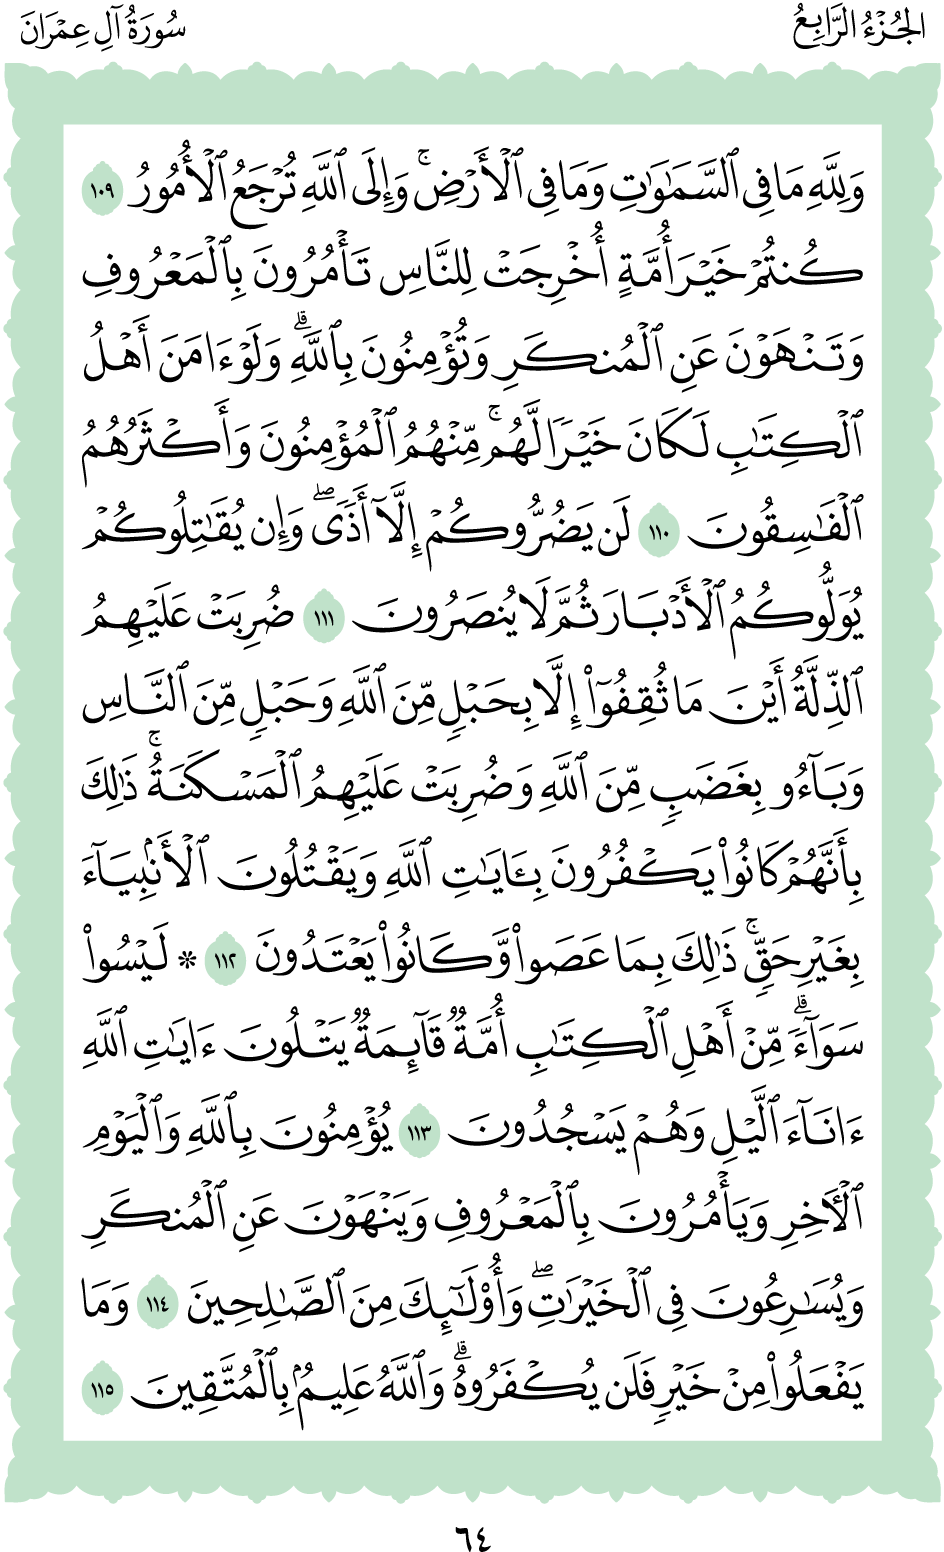 الجُزْءُ الرَّابِعُ
سُورَةُ آلِ عِمْرَانَ
وَلِلَّهِ مَا فِي ٱلسَّمَٰوَٰتِ وَمَا فِي ٱلْأَرْضِۚ وَإِلَى ٱللَّهِ تُرْجَعُ ٱلْأُمُورُ ١٠٩
كُنتُمْ خَيْرَ أُمَّةٍ أُخْرِجَتْ لِلنَّاسِ تَأْمُرُونَ بِٱلْمَعْرُوفِ
وَتَنْهَوْنَ عَنِ ٱلْمُنكَرِ وَتُؤْمِنُونَ بِٱللَّهِۗ وَلَوْ ءَامَنَ أَهْلُ
ٱلْكِتَٰبِ لَكَانَ خَيْرًا لَّهُمۚ مِّنْهُمُ ٱلْمُؤْمِنُونَ وَأَكْثَرُهُمُ
ٱلْفَٰسِقُونَ ١١٠ لَن يَضُرُّوكُمْ إِلَّآ أَذًىۖ وَإِن يُقَٰتِلُوكُمْ
يُوَلُّوكُمُ ٱلْأَدْبَارَ ثُمَّ لَا يُنصَرُونَ ١١١ ضُرِبَتْ عَلَيْهِمُ
ٱلذِّلَّةُ أَيْنَ مَا ثُقِفُوٓا۟ إِلَّا بِحَبْلٍ مِّنَ ٱللَّهِ وَحَبْلٍ مِّنَ ٱلنَّاسِ
وَبَآءُو بِغَضَبٍ مِّنَ ٱللَّهِ وَضُرِبَتْ عَلَيْهِمُ ٱلْمَسْكَنَةُۚ ذَٰلِكَ
بِأَنَّهُمْ كَانُوا۟ يَكْفُرُونَ بِـَٔايَٰتِ ٱللَّهِ وَيَقْتُلُونَ ٱلْأَنۢبِيَآءَ
بِغَيْرِ حَقٍّۚ ذَٰلِكَ بِمَا عَصَوا۟ وَّكَانُوا۟ يَعْتَدُونَ ١١٢ * لَيْسُوا۟
سَوَآءًۗ مِّنْ أَهْلِ ٱلْكِتَٰبِ أُمَّةٌ قَآئِمَةٌ يَتْلُونَ ءَايَٰتِ ٱللَّهِ
ءَانَآءَ ٱلَّيْلِ وَهُمْ يَسْجُدُونَ ١١٣ يُؤْمِنُونَ بِٱللَّهِ وَٱلْيَوْمِ
ٱلْءَاخِرِ وَيَأْمُرُونَ بِٱلْمَعْرُوفِ وَيَنْهَوْنَ عَنِ ٱلْمُنكَرِ
وَيُسَٰرِعُونَ فِي ٱلْخَيْرَٰتِۖ وَأُو۟لَٰٓئِكَ مِنَ ٱلصَّٰلِحِينَ ١١٤ وَمَا
يَفْعَلُوا۟ مِنْ خَيْرٍ فَلَن يُكْفَرُوهُۗ وَٱللَّهُ عَلِيمٌۢ بِٱلْمُتَّقِينَ ١١٥
٦٤